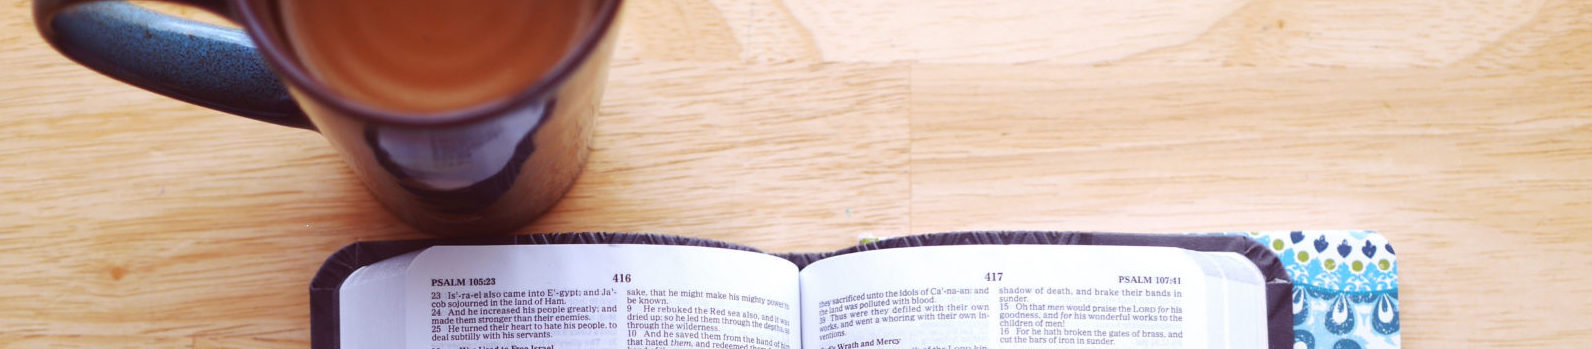 PSALM 105:23
416
23 Is'-ra-el also came into E'-gypt; and Ja'-
cob sojourned in the land of Ham.
24 And he increased his people greatly; and
made them stronger than their enemies.
25 He turned their heart to hate his people, to
deal subtilly with his servants.
Used to Free Israel
sake, that he might make his mighty power to
be known.
9 He rebuked the Red sea also, and it was
dried up: so he led them through the depths, as
through the wilderness.
10 And he saved them from the hand of him
that hated them, and redeemed them
417
PSALM 107:41
they sacrificed unto the idols of Ca'-na-an: and
the land was polluted with blood.
39 Thus were they defiled with their own
works, and went a whoring with their own in-
ventions.
God's Wrath and Mercy
of the LORD kin-
shadow of death, and brake their bands in
sunder.
15 Oh that men would praise the LORD for his
goodness, and for his wonderful works to the
children of men!
16 For he hath broken the gates of brass, and
cut the bars of iron in sunder.